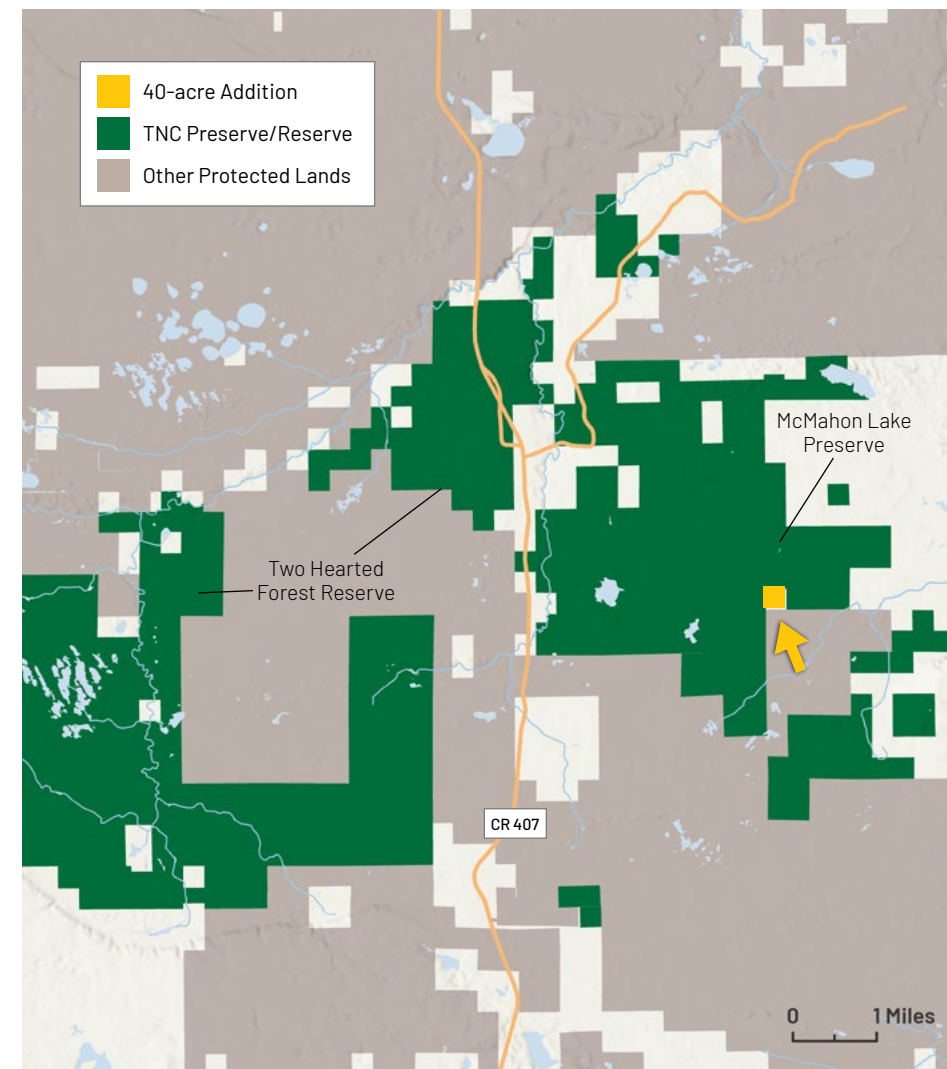 40-acre Addition
TNC Preserve/Reserve
Other Protected Lands
McMahon Lake
Preserve
Two Hearted
Forest Reserve
CR 407
0 1 Miles